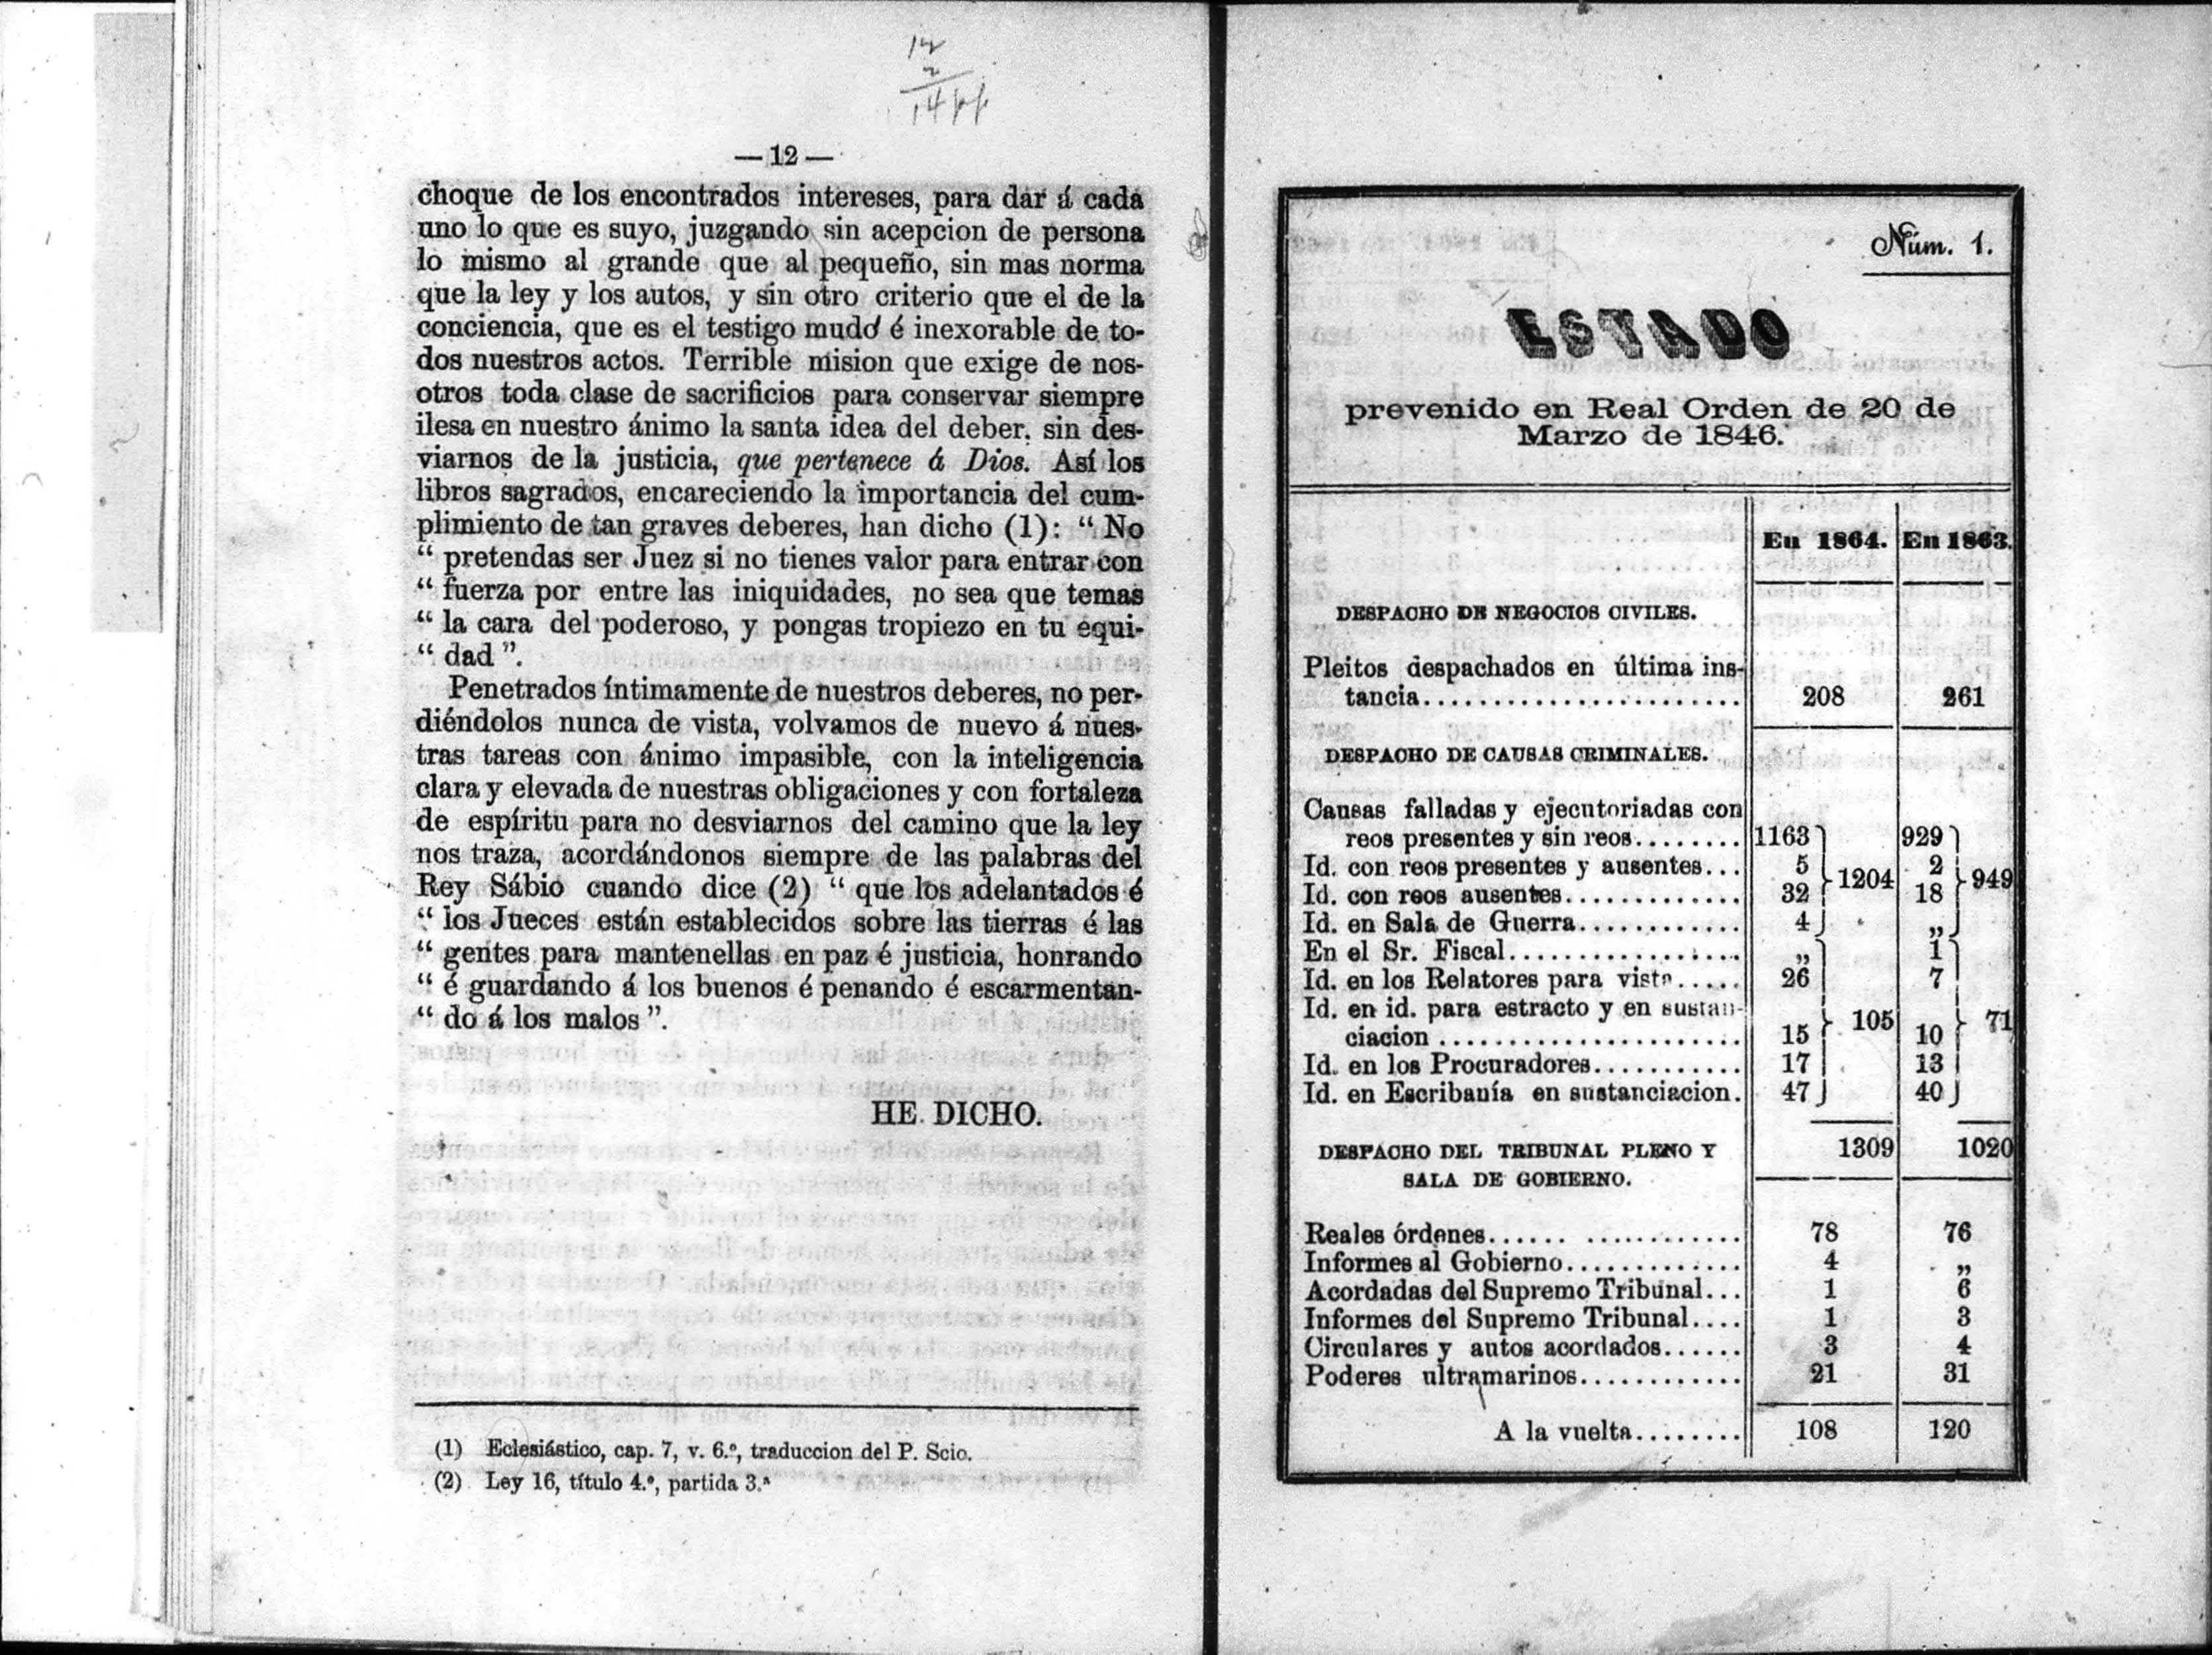 12
2
14 pp
— 12 —
choque de los encontrados intereses, para dar á cada
uno lo que es suyo, juzgando sin acepcion de persona
lo mismo al grande que al pequeño, sin mas norma
que la ley y los autos, y sin otro criterio que el de la
conciencia, que es el testigo mudo é inexorable de to-
dos nuestros actos. Terrible mision que exige de nos-
otros toda clase de sacrificios para conservar siempre
ilesa en nuestro ánimo la santa idea del deber, sin des-
viarnos de la justicia, que pertenece á Dios. Así los
libros sagrados, encareciendo la importancia del cum-
plimiento de tan graves deberes, han dicho (1): “ No
“ pretendas ser Juez si no tienes valor para entrar con
“ fuerza por entre las iniquidades, no sea que temas
“ la cara del poderoso, y pongas tropiezo en tu equi-
“ dad ”.
Penetrados íntimamente de nuestros deberes, no per-
diéndolos nunca de vista, volvamos de nuevo á nues-
tras tareas con ánimo impasible, con la inteligencia
clara y elevada de nuestras obligaciones y con fortaleza
de espíritu para no desviarnos del camino que la ley
nos traza, acordándonos siempre de las palabras del
Rey Sábio cuando dice (2) “ que los adelantados é
“ los Jueces están establecidos sobre las tierras é las
“ gentes para mantenellas en paz é justicia, honrando
“ é guardando á los buenos é penando é escarmentan-
“ do á los malos ”.
HE DICHO.
(1) Eclesiástico, cap. 7, v. 6.º, traduccion del P. Scio.
(2) Ley 16, título 4.º, partida 3.ª
Núm. 1.
ESTADO
prevenido en Real Orden de 20 de
Marzo de 1846.
En 1864. En 1863.
DESPACHO DE NEGOCIOS CIVILES.
Pleitos despachados en última ins-
tancia....................... 208 261
DESPACHO DE CAUSAS CRIMINALES.
Causas falladas y ejecutoriadas con
reos presentes y sin reos........ 1163 929
Id. con reos presentes y ausentes... 5 2
1204 949
Id. con reos ausentes............. 32 18
Id. en Sala de Guerra............ 4 „
En el Sr. Fiscal................. „ 1
Id. en los Relatores para vista..... 26 7
Id. en id. para estracto y en sustan-
105 71
ciacion ...................... 15 10
Id. en los Procuradores........... 17 13
Id. en Escribanía en sustanciacion. 47 40
DESPACHO DEL TRIBUNAL PLENO Y 1309 1020
SALA DE GOBIERNO.
Reales órdenes...... ............ 78 76
Informes al Gobierno............. 4 „
Acordadas del Supremo Tribunal... 1 6
Informes del Supremo Tribunal.... 1 3
Circulares y autos acordados...... 3 4
Poderes ultramarinos............ 21 31
A la vuelta........ 108 120